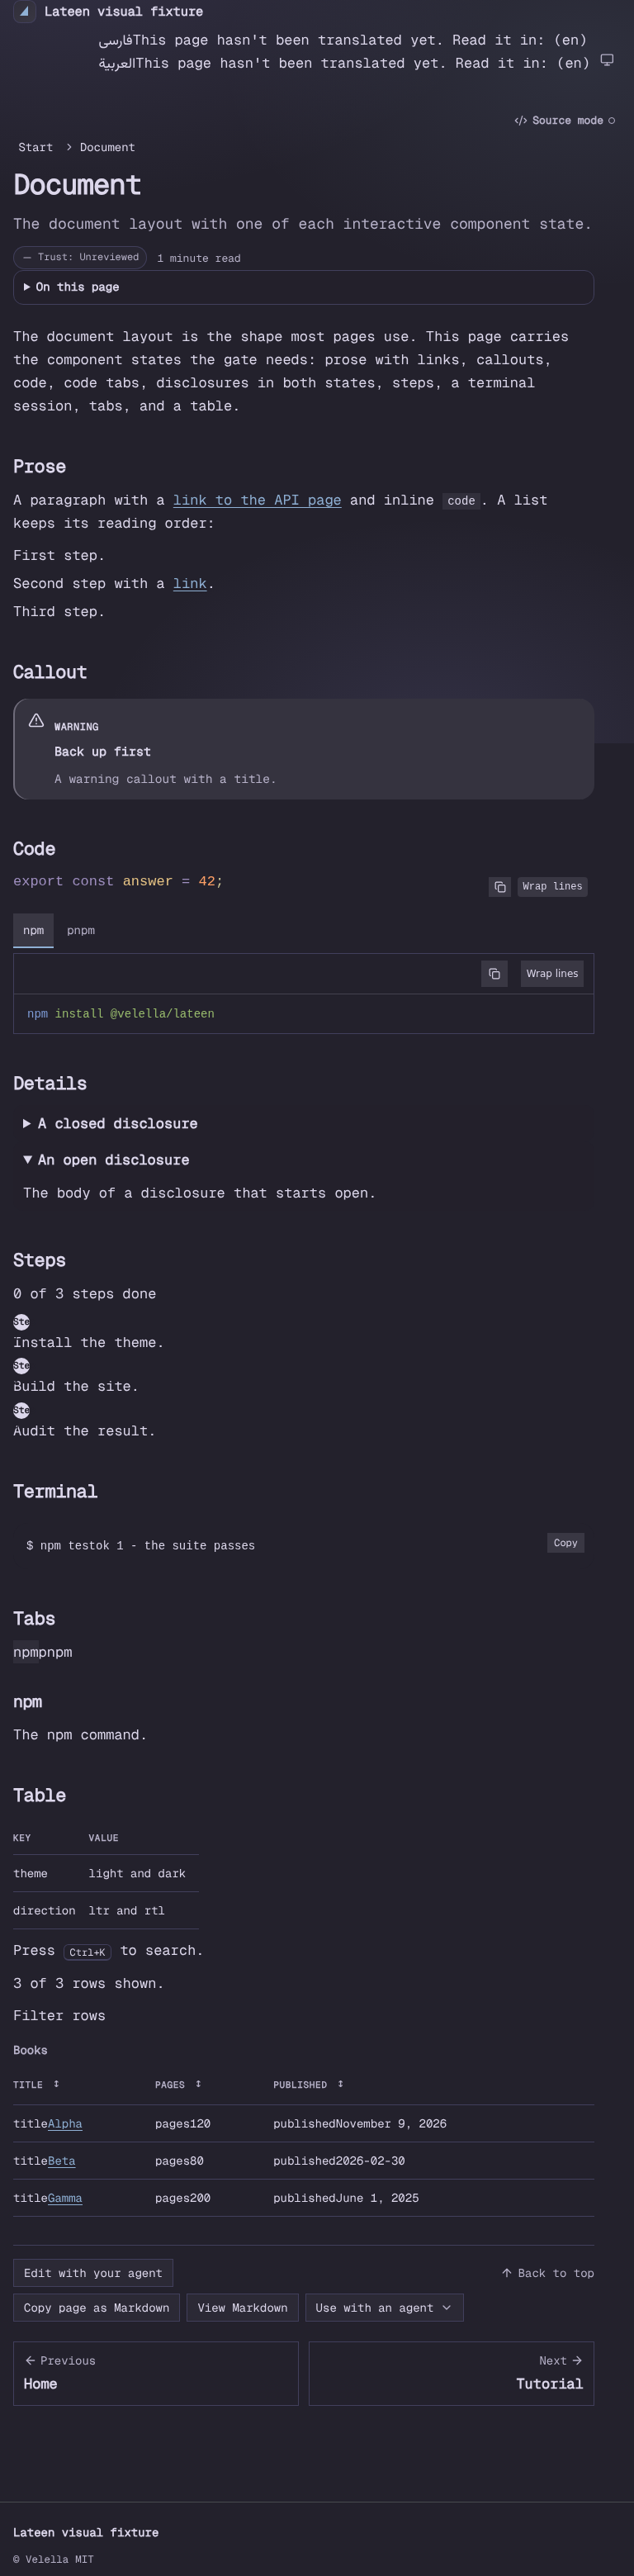 Lateen visual fixture
فارسیThis page hasn't been translated yet. Read it in: (en)
العربيةThis page hasn't been translated yet. Read it in: (en)
Source mode
Start > Document
Document
The document layout with one of each interactive component state.
— Trust: Unreviewed 1 minute read
On this page
The document layout is the shape most pages use. This page carries
the component states the gate needs: prose with links, callouts,
code, code tabs, disclosures in both states, steps, a terminal
session, tabs, and a table.
Prose
A paragraph with a link to the API page and inline code. A list
keeps its reading order:
First step.
Second step with a link.
Third step.
Callout
WARNING
Back up first
A warning callout with a title.
Code
export const answer = 42;
Wrap lines
npm pnpm
Wrap lines
npm install @velella/lateen
Details
A closed disclosure
An open disclosure
The body of a disclosure that starts open.
Steps
0 of 3 steps done
Ste
Install the theme.
Ste
Build the site.
Ste
Audit the result.
Terminal
$ npm testok 1 - the suite passes
Copy
Tabs
npmpnpm
npm
The npm command.
Table
KEY VALUE
theme light and dark
direction ltr and rtl
Press Ctrl+K to search.
3 of 3 rows shown.
Filter rows
Books
TITLE ↕ PAGES ↕ PUBLISHED ↕
titleAlpha pages120 publishedNovember 9, 2026
titleBeta pages80 published2026-02-30
titleGamma pages200 publishedJune 1, 2025
Edit with your agent
↑ Back to top
Copy page as Markdown View Markdown Use with an agent
← Previous
Home
Next →
Tutorial
Lateen visual fixture
© Velella MIT